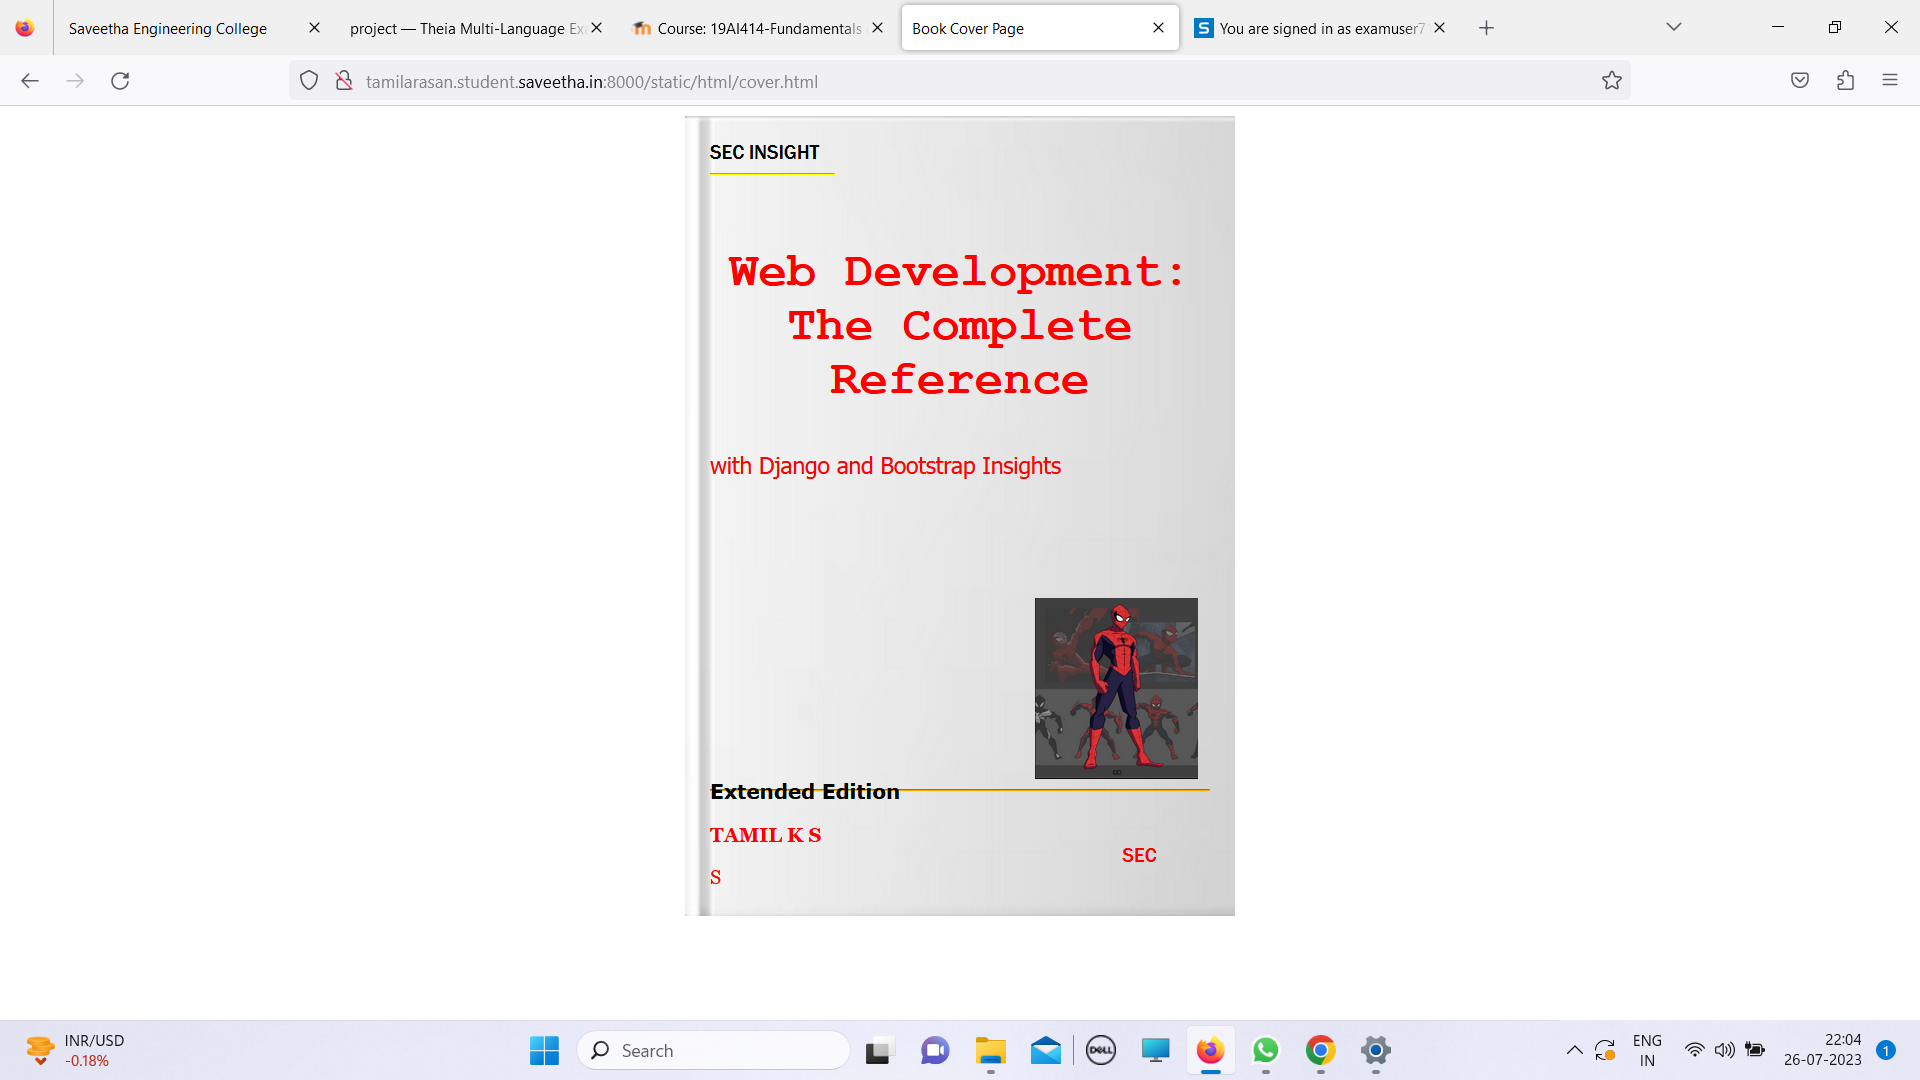 Saveetha Engineering College
project — Theia Multi-Language Ex
Course: 19AI414-Fundamentals
Book Cover Page
You are signed in as examuser7
tamilarasan.student.saveetha.in:8000/static/html/cover.html
SEC INSIGHT
Web Development:
The Complete
Reference
with Django and Bootstrap Insights
Extended Edition
TAMIL K S
SEC
S
INR/USD
-0.18%
Search
DELL
ENG
IN
22:04
26-07-2023
1